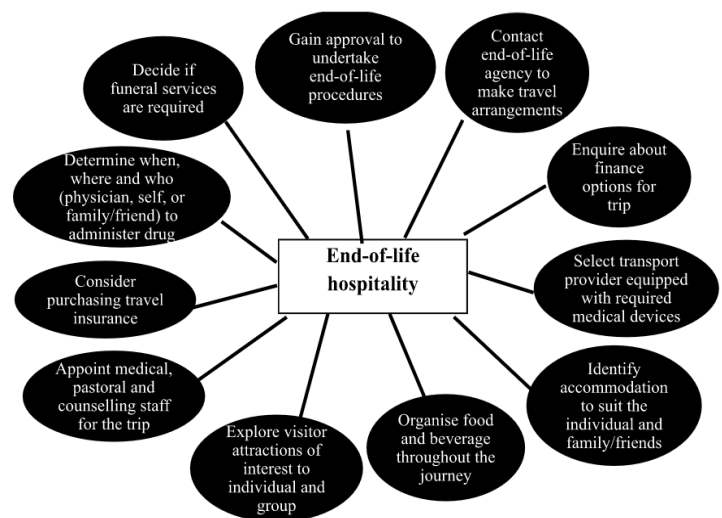 Gain approval to
undertake
end-of-life
procedures
Contact
end-of-life
agency to
make travel
arrangements
Enquire about
finance
options for
trip
Select transport
provider equipped
with required
medical devices
Identify
accommodation
to suit the
individual and
family/friends
Organise food
and beverage
throughout the
journey
Explore visitor
attractions of
interest to
individual and
group
Appoint medical,
pastoral and
counselling staff
for the trip
Consider
purchasing travel
insurance
Determine when,
where and who
(physician, self, or
family/friend) to
administer drug
Decide if
funeral services
are required
End-of-life
hospitality